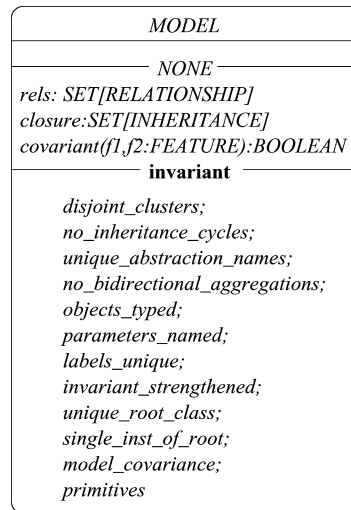 MODEL
NONE
rels: SET[RELATIONSHIP]
closure:SET[INHERITANCE]
covariant(f1,f2:FEATURE):BOOLEAN
invariant
disjoint_clusters;
no_inheritance_cycles;
unique_abstraction_names;
no_bidirectional_aggregations;
objects_typed;
parameters_named;
labels_unique;
invariant_strengthened;
unique_root_class;
single_inst_of_root;
model_covariance;
primitives